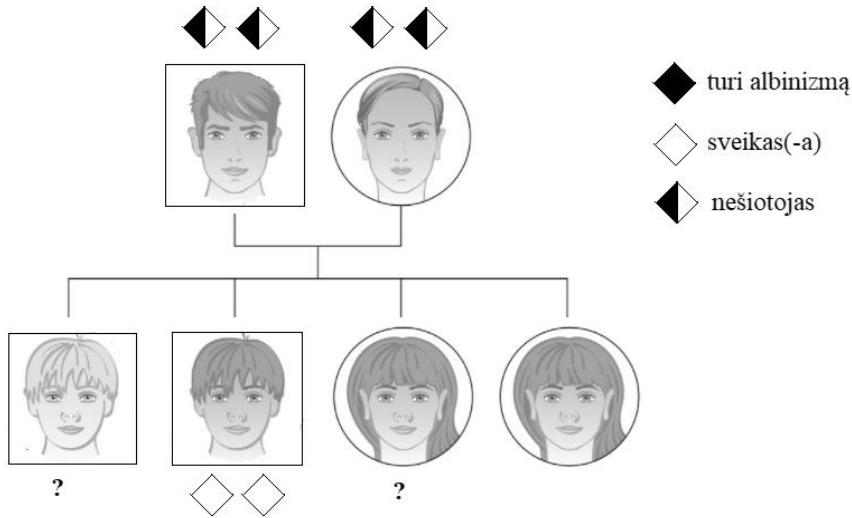 turi albinizmą
sveikas(-a)
nešiotojas
?
?